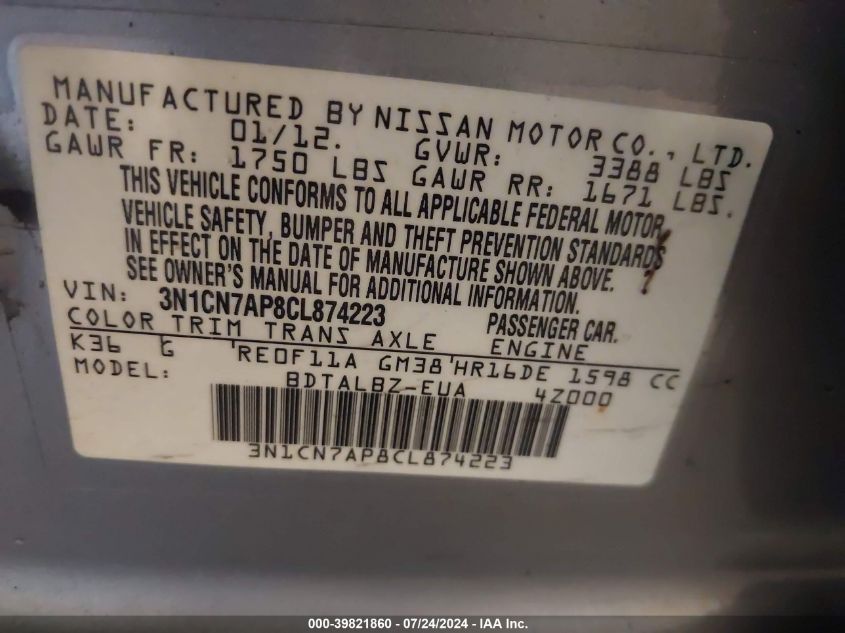 MANUFACTURED BY NISSAN MOTOR CO., LTD.
DATE: 01/12. GVWR: 3388 LBS
GAWR FR: 1750 LBS GAWR RR: 1671 LBS.
THIS VEHICLE CONFORMS TO ALL APPLICABLE FEDERAL MOTOR
VEHICLE SAFETY, BUMPER AND THEFT PREVENTION STANDARDS
IN EFFECT ON THE DATE OF MANUFACTURE SHOWN ABOVE.
SEE OWNER'S MANUAL FOR ADDITIONAL INFORMATION.
VIN: 3N1CN7AP8CL874223 PASSENGER CAR.
COLOR TRIM TRANS AXLE ENGINE
K36 G 'RE0F11A GM38'HR16DE 1598 CC
MODEL: BDTALBZ-EUA 4Z000
3N1CN7AP8CL874223
000-39821860 - 07/24/2024 - IAA Inc.